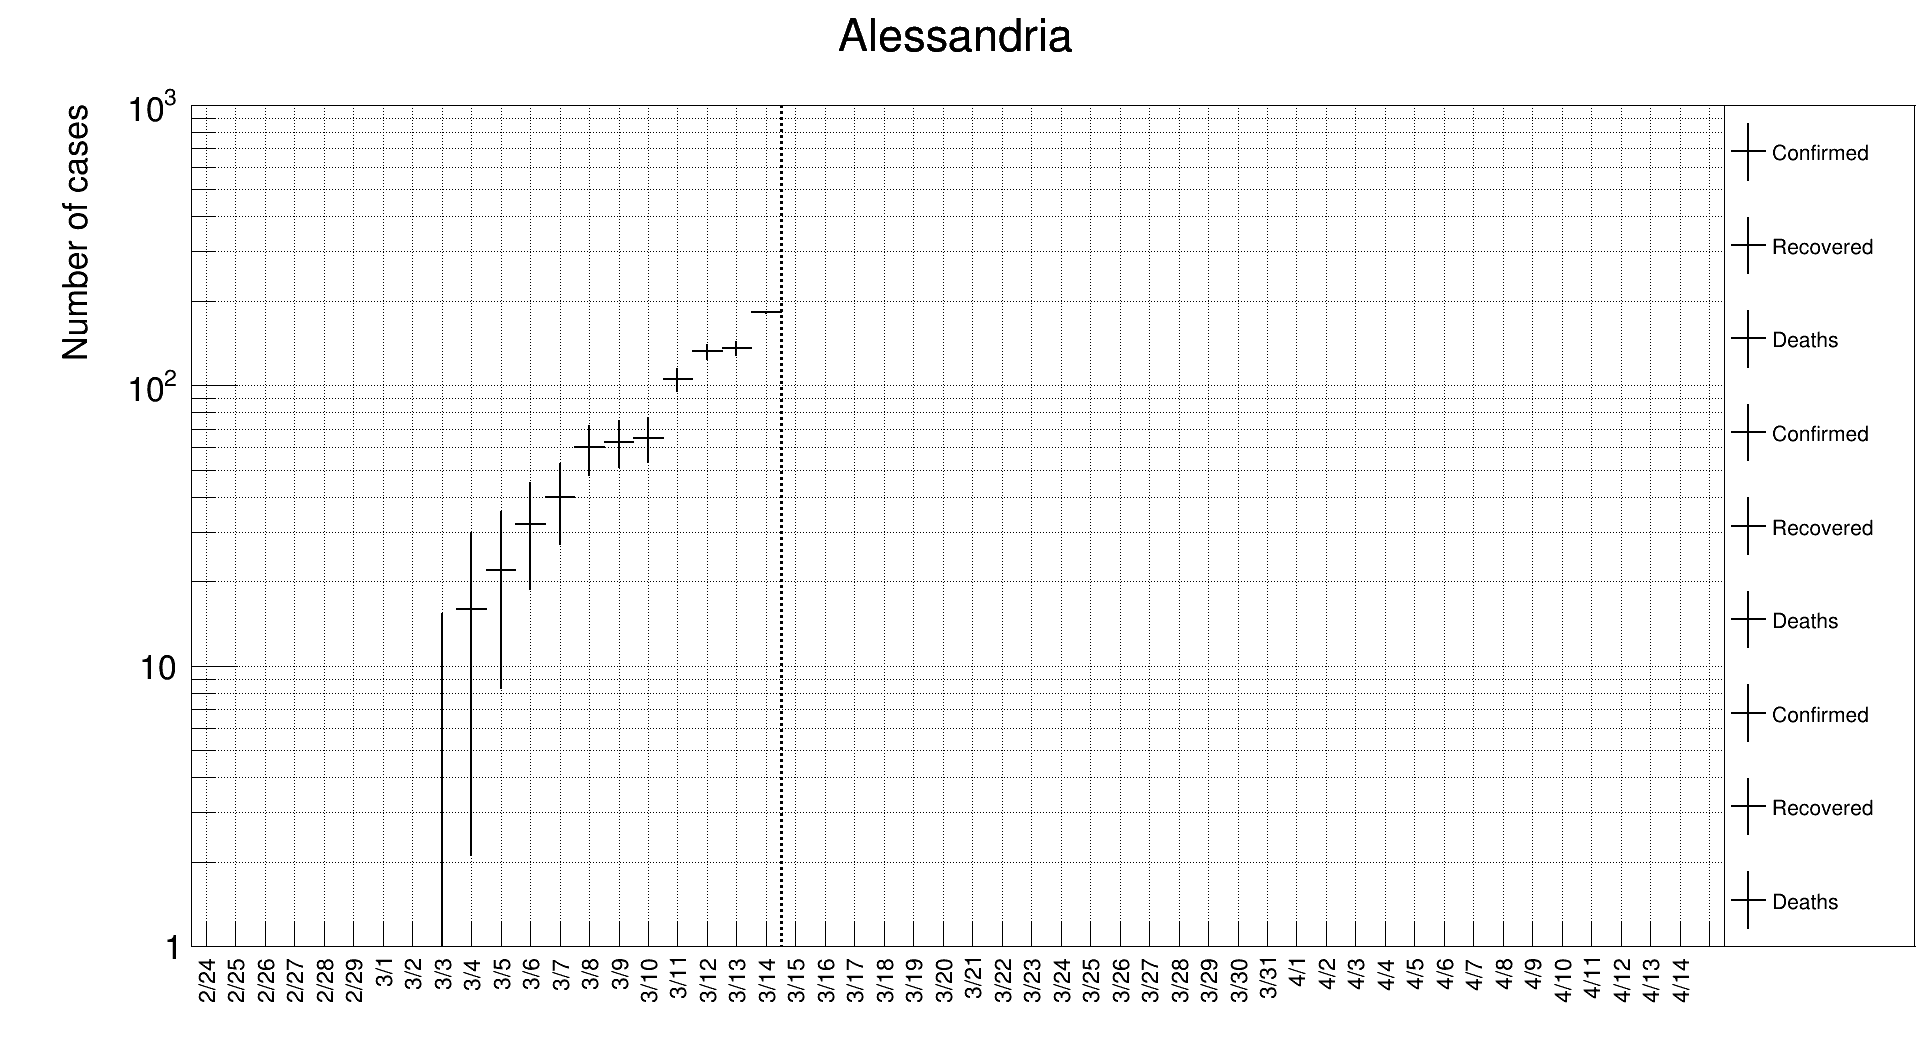 Alessandria
Number of cases
10³
10²
10
1
2/24 2/25 2/26 2/27 2/28 2/29 3/1 3/2 3/3 3/4 3/5 3/6 3/7 3/8 3/9 3/10 3/11 3/12 3/13 3/14 3/15 3/16 3/17 3/18 3/19 3/20 3/21 3/22 3/23 3/24 3/25 3/26 3/27 3/28 3/29 3/30 3/31 4/1 4/2 4/3 4/4 4/5 4/6 4/7 4/8 4/9 4/10 4/11 4/12 4/13 4/14
Confirmed
Recovered
Deaths
Confirmed
Recovered
Deaths
Confirmed
Recovered
Deaths